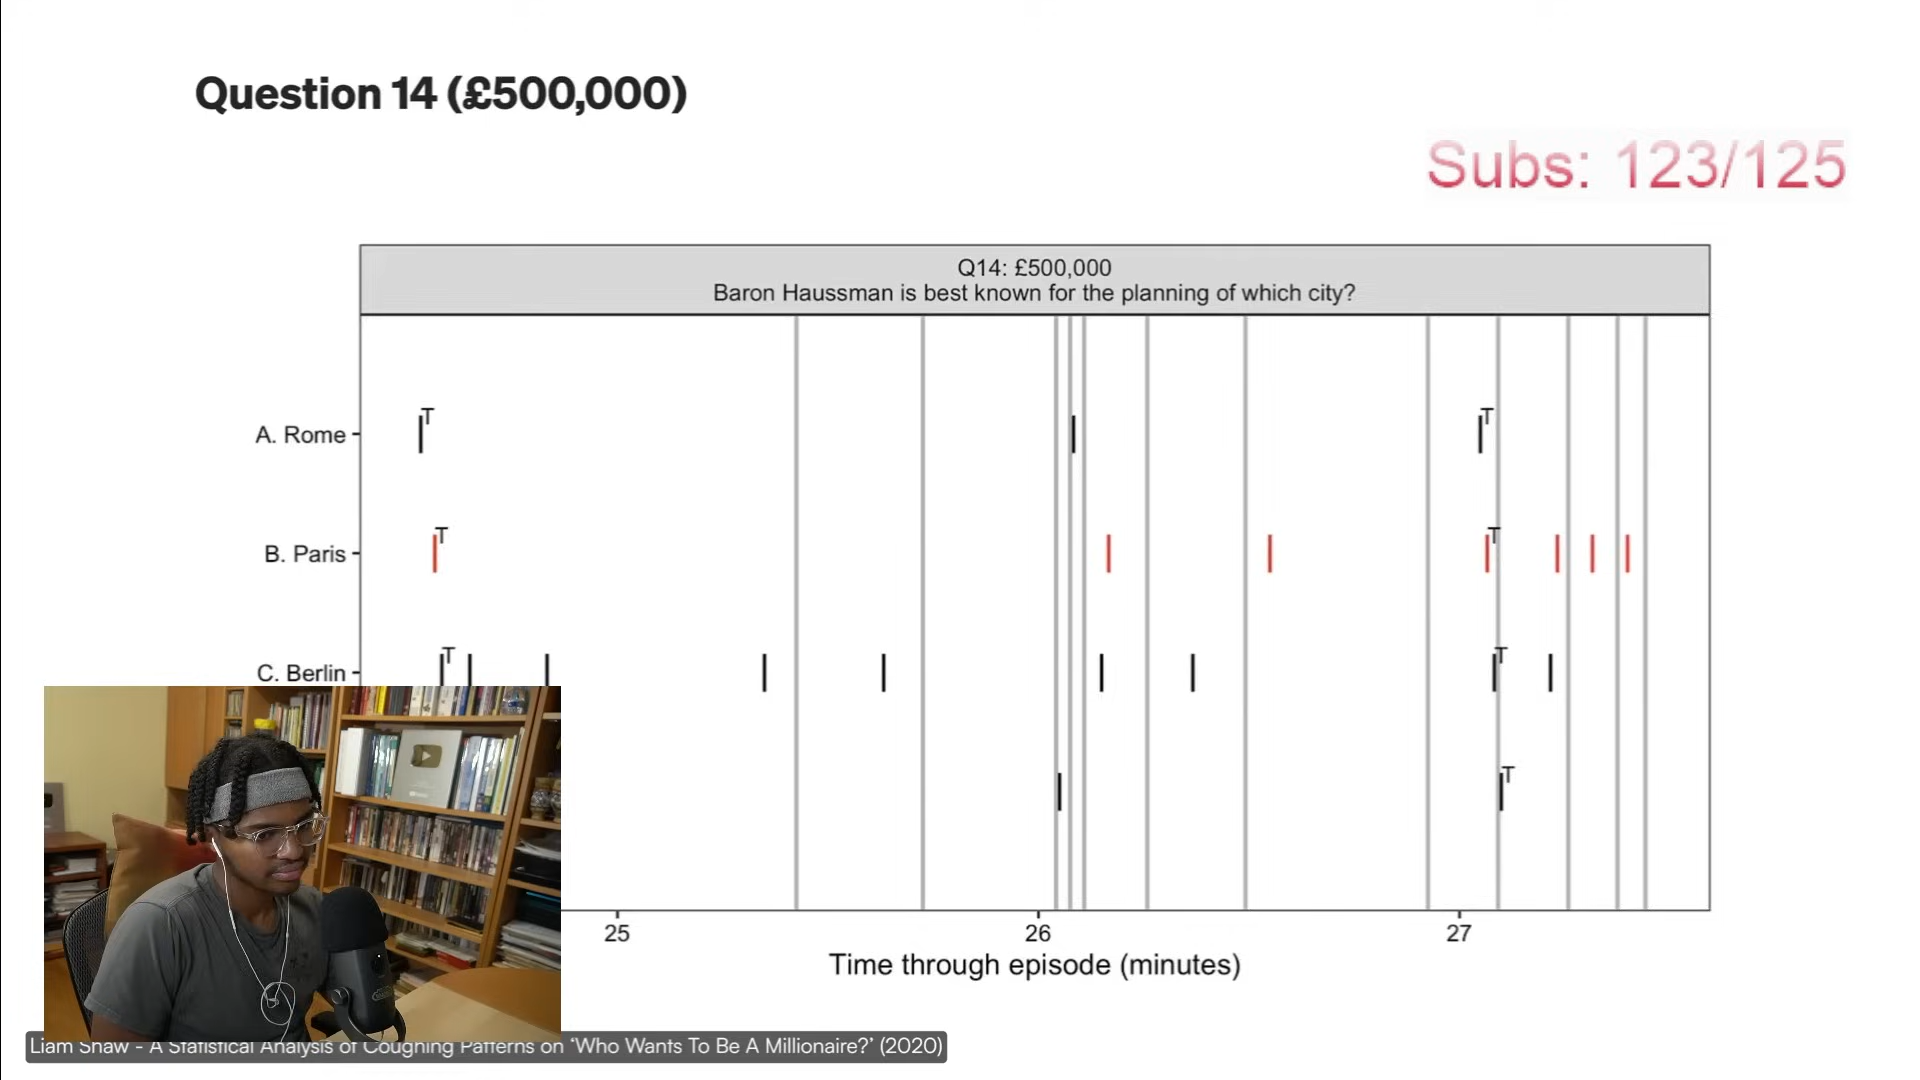 Question 14 (£500,000)
Subs: 123/125
Q14: £500,000
Baron Haussman is best known for the planning of which city?
A. Rome
T
T
B. Paris
T
T
C. Berlin
T
T
T
25
26
27
Time through episode (minutes)
Liam Shaw - A Statistical Analysis of Coughing Patterns on ‘Who Wants To Be A Millionaire?’ (2020)